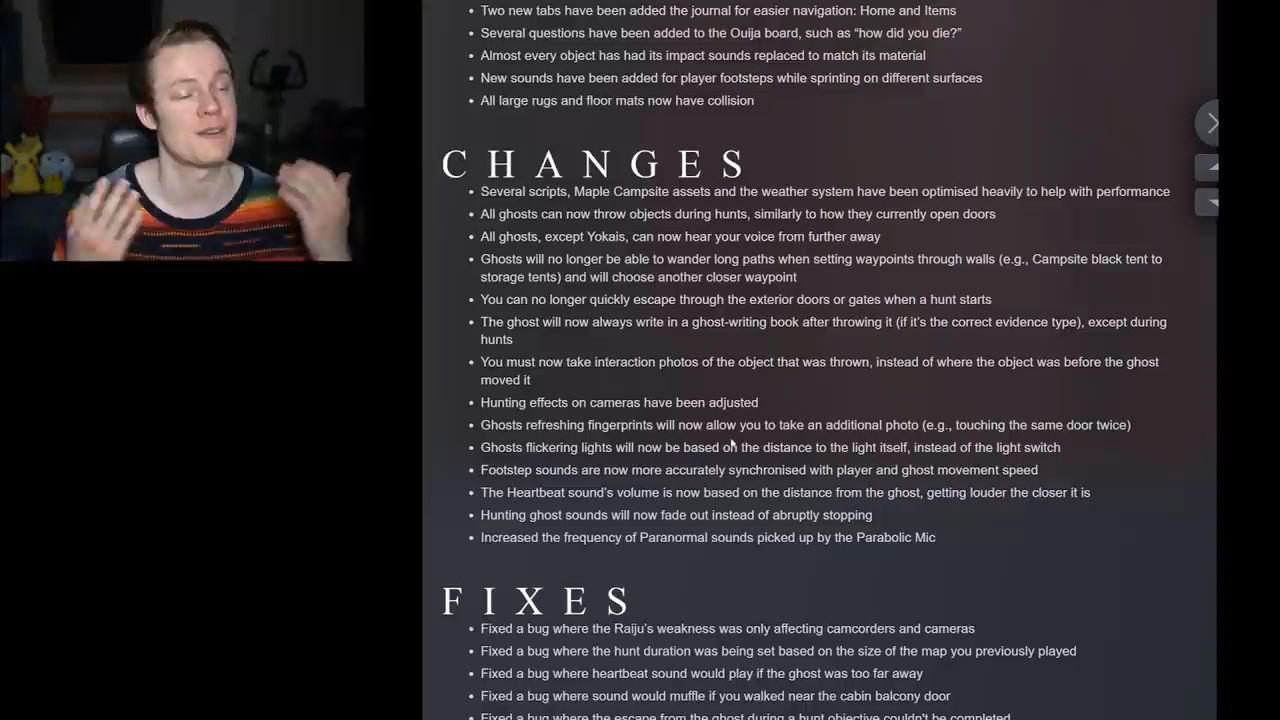 Two new tabs have been added the journal for easier navigation: Home and Items
Several questions have been added to the Ouija board, such as “how did you die?”
Almost every object has had its impact sounds replaced to match its material
New sounds have been added for player footsteps while sprinting on different surfaces
All large rugs and floor mats now have collision
CHANGES
Several scripts, Maple Campsite assets and the weather system have been optimised heavily to help with performance
All ghosts can now throw objects during hunts, similarly to how they currently open doors
All ghosts, except Yokais, can now hear your voice from further away
Ghosts will no longer be able to wander long paths when setting waypoints through walls (e.g., Campsite black tent to
storage tents) and will choose another closer waypoint
You can no longer quickly escape through the exterior doors or gates when a hunt starts
The ghost will now always write in a ghost-writing book after throwing it (if it’s the correct evidence type), except during
hunts
You must now take interaction photos of the object that was thrown, instead of where the object was before the ghost
moved it
Hunting effects on cameras have been adjusted
Ghosts refreshing fingerprints will now allow you to take an additional photo (e.g., touching the same door twice)
Ghosts flickering lights will now be based on the distance to the light itself, instead of the light switch
Footstep sounds are now more accurately synchronised with player and ghost movement speed
The Heartbeat sound’s volume is now based on the distance from the ghost, getting louder the closer it is
Hunting ghost sounds will now fade out instead of abruptly stopping
Increased the frequency of Paranormal sounds picked up by the Parabolic Mic
FIXES
Fixed a bug where the Raiju’s weakness was only affecting camcorders and cameras
Fixed a bug where the hunt duration was being set based on the size of the map you previously played
Fixed a bug where heartbeat sound would play if the ghost was too far away
Fixed a bug where sound would muffle if you walked near the cabin balcony door
Fixed a bug where the escape from the ghost during a hunt objective couldn’t be completed